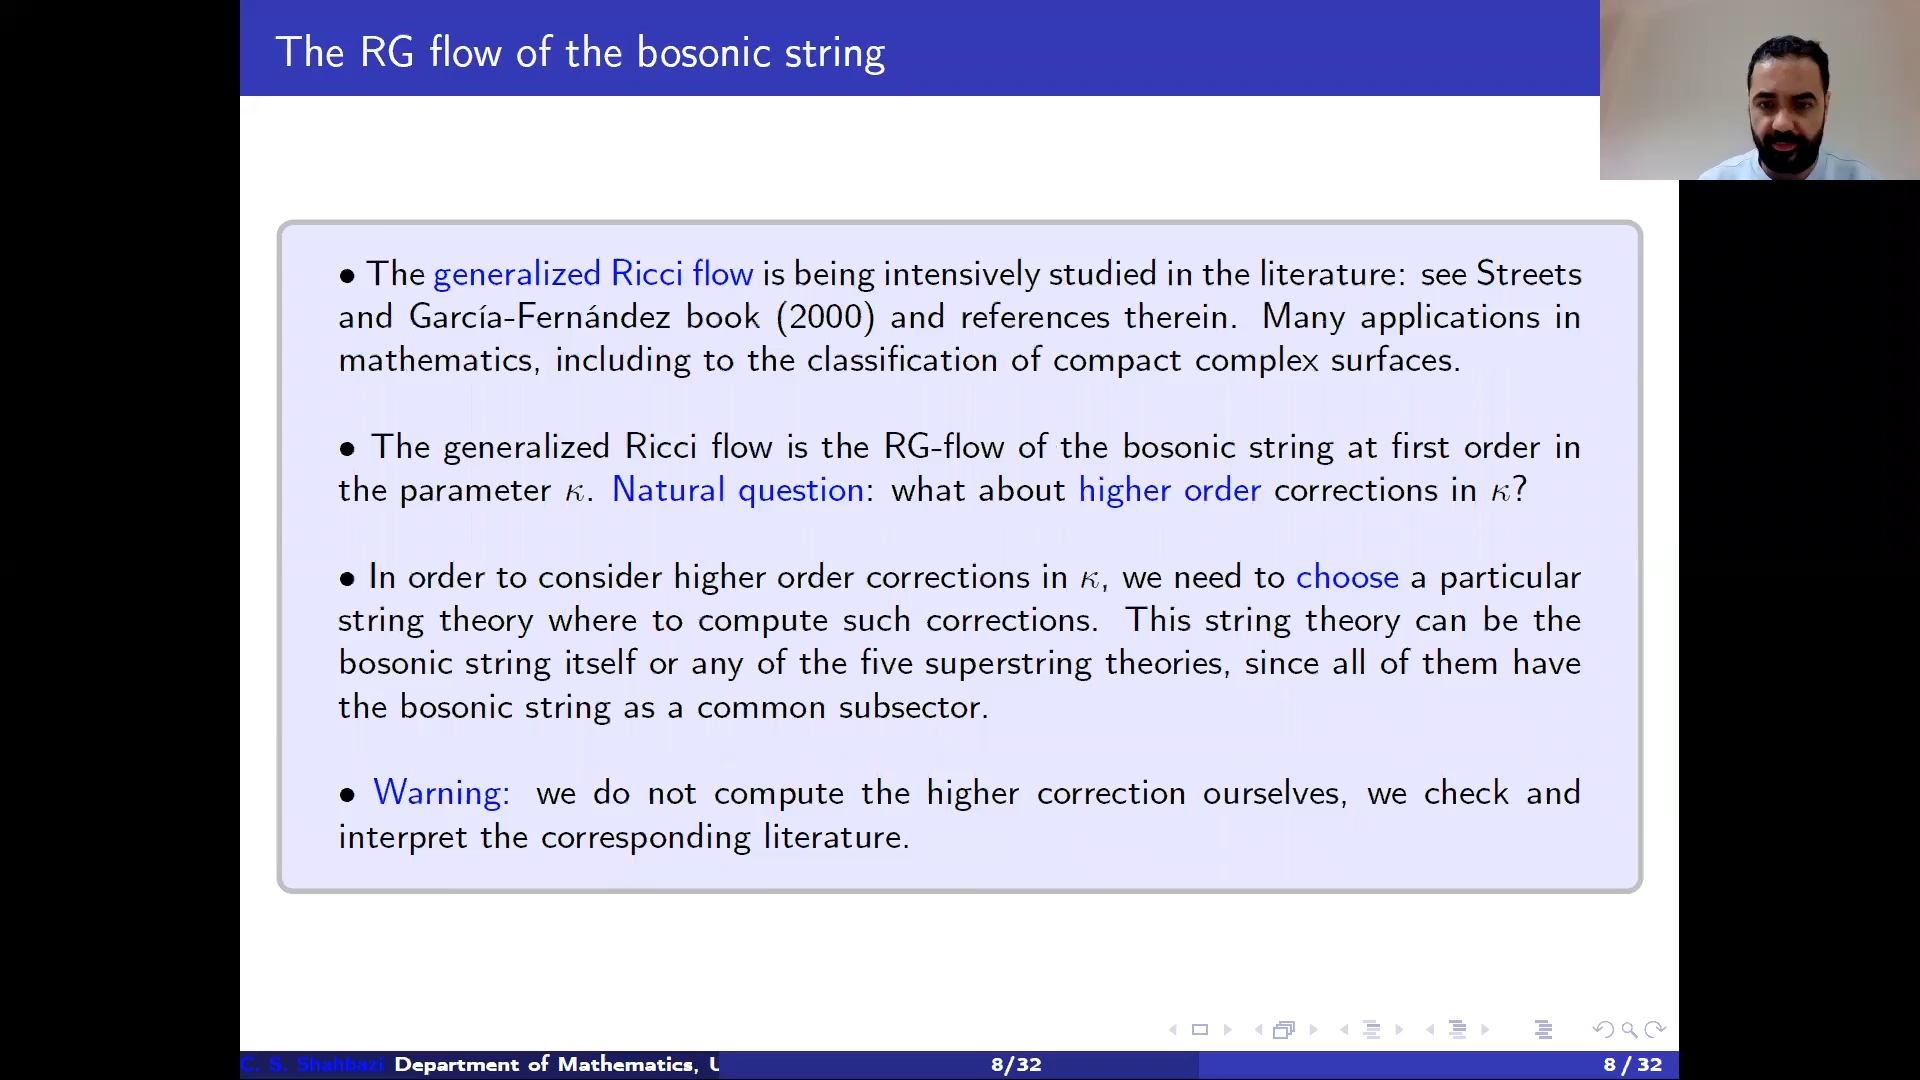 The RG flow of the bosonic string
• The generalized Ricci flow is being intensively studied in the literature: see Streets
and García-Fernández book (2000) and references therein. Many applications in
mathematics, including to the classification of compact complex surfaces.
• The generalized Ricci flow is the RG-flow of the bosonic string at first order in
the parameter κ. Natural question: what about higher order corrections in κ?
• In order to consider higher order corrections in κ, we need to choose a particular
string theory where to compute such corrections. This string theory can be the
bosonic string itself or any of the five superstring theories, since all of them have
the bosonic string as a common subsector.
• Warning: we do not compute the higher correction ourselves, we check and
interpret the corresponding literature.
C. S. Shahbazi Department of Mathematics, U 8/32 8 / 32